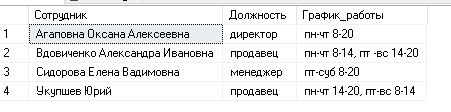 Сотрудник Должность График_работы
1 Агаповна Оксана Алексеевна директор пн-чт 8-20
2 Вдовиченко Александра Ивановна продавец пн-чт 8-14, пт -вс 14-20
3 Сидорова Елена Вадимовна менеджер пт-суб 8-20
4 Укупшев Юрий продавец пн-чт 14-20, пт-вс 8-14